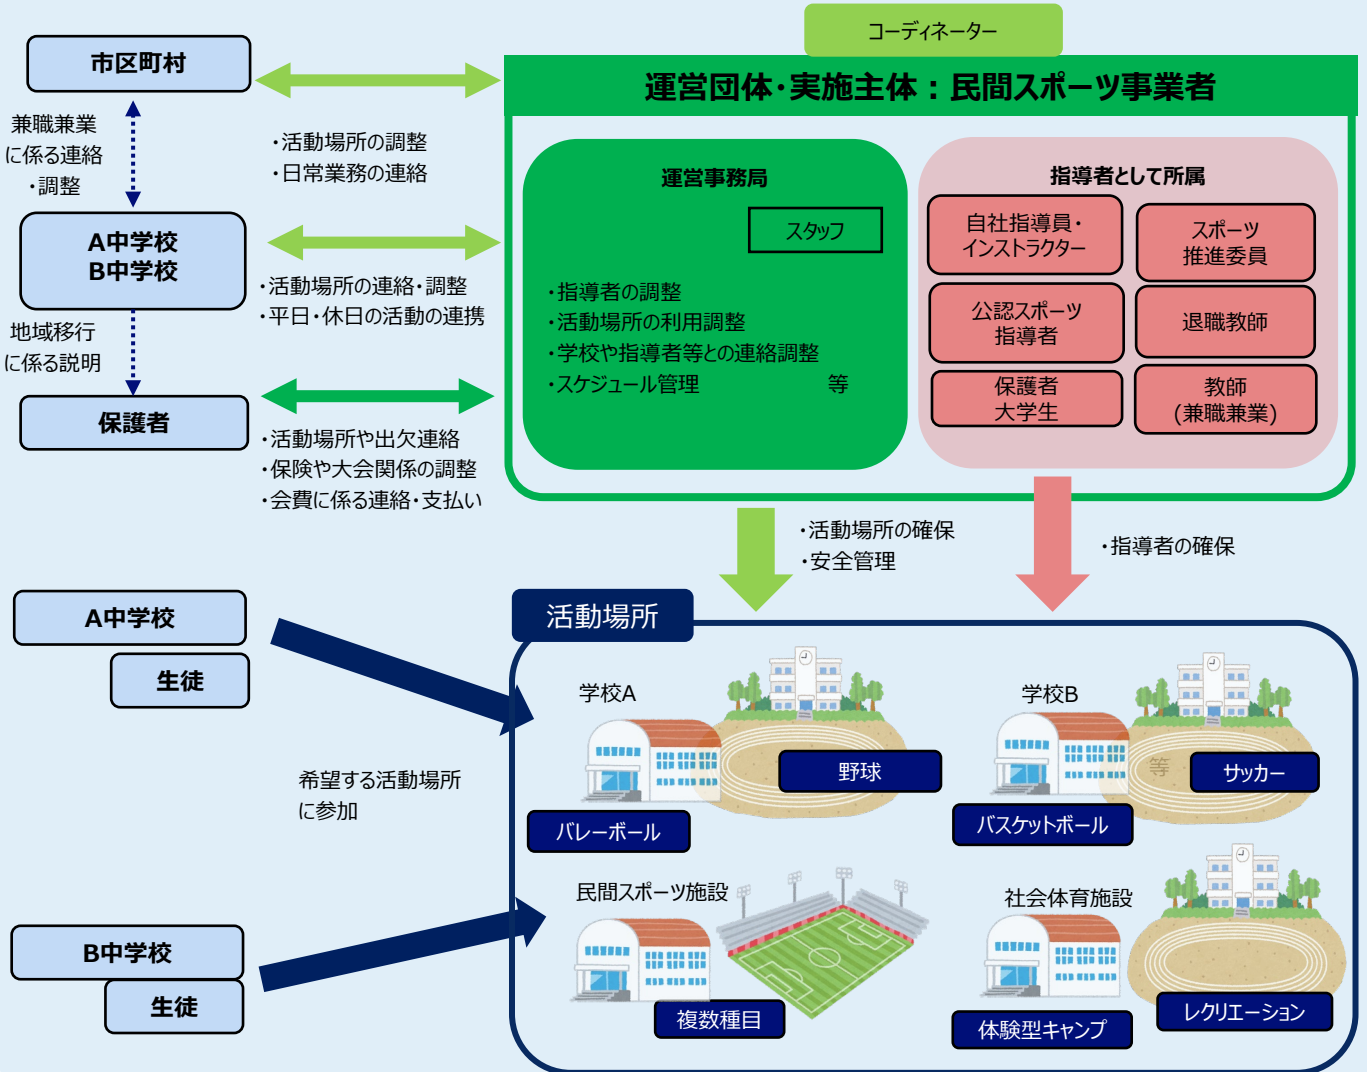 コーディネーター
市区町村
運営団体・実施主体：民間スポーツ事業者
兼職兼業
に係る連絡
・調整
・活動場所の調整
・日常業務の連絡
A中学校
B中学校
・活動場所の連絡・調整
・平日・休日の活動の連携
地域移行
に係る説明
保護者
・活動場所や出欠連絡
・保険や大会関係の調整
・会費に係る連絡・支払い
運営事務局
スタッフ
・指導者の調整
・活動場所の利用調整
・学校や指導者等との連絡調整
・スケジュール管理　　　　　等
指導者として所属
自社指導員・
インストラクター
スポーツ
推進委員
公認スポーツ
指導者
退職教師
保護者
大学生
教師
(兼職兼業)
・活動場所の確保
・安全管理
・指導者の確保
A中学校
生徒
希望する活動場所
に参加
B中学校
生徒
活動場所
学校A
野球
バレーボール
学校B
等
サッカー
バスケットボール
民間スポーツ施設
複数種目
社会体育施設
レクリエーション
体験型キャンプ